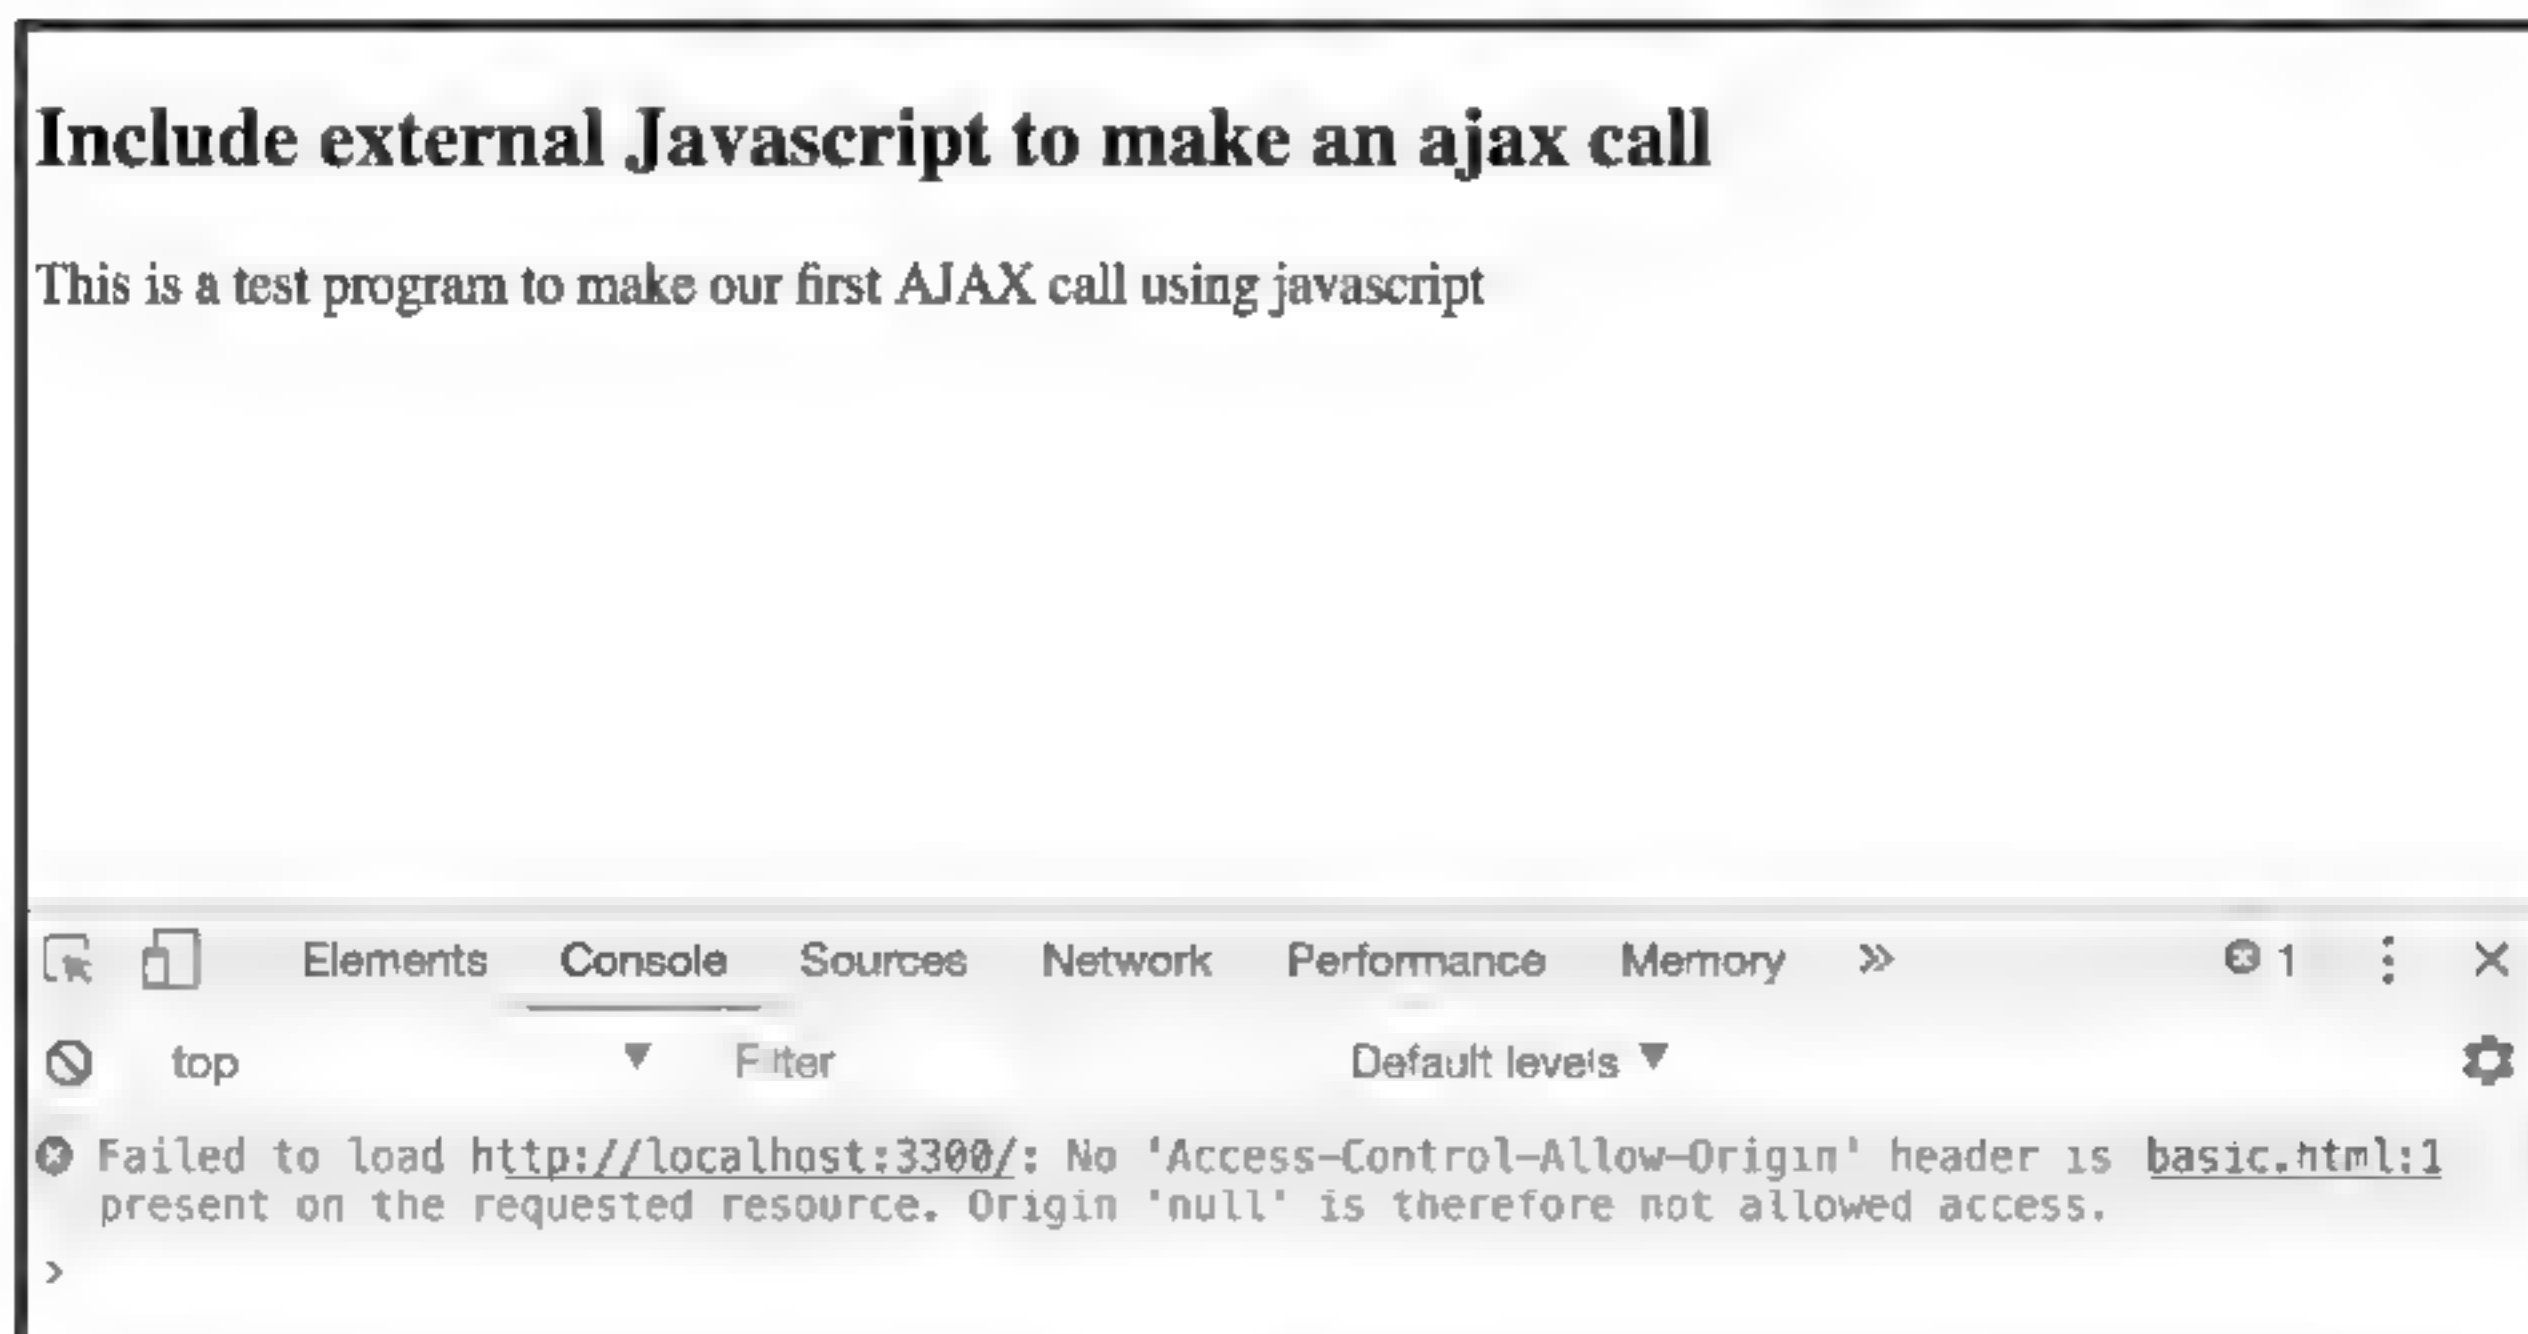 Include external Javascript to make an ajax call
This is a test program to make our first AJAX call using javascript
Elements Console Sources Network Performance Memory » 1
top Filter Default levels
Failed to load http://localhost:3300/: No 'Access-Control-Allow-Origin' header is basic.html:1
present on the requested resource. Origin 'null' is therefore not allowed access.